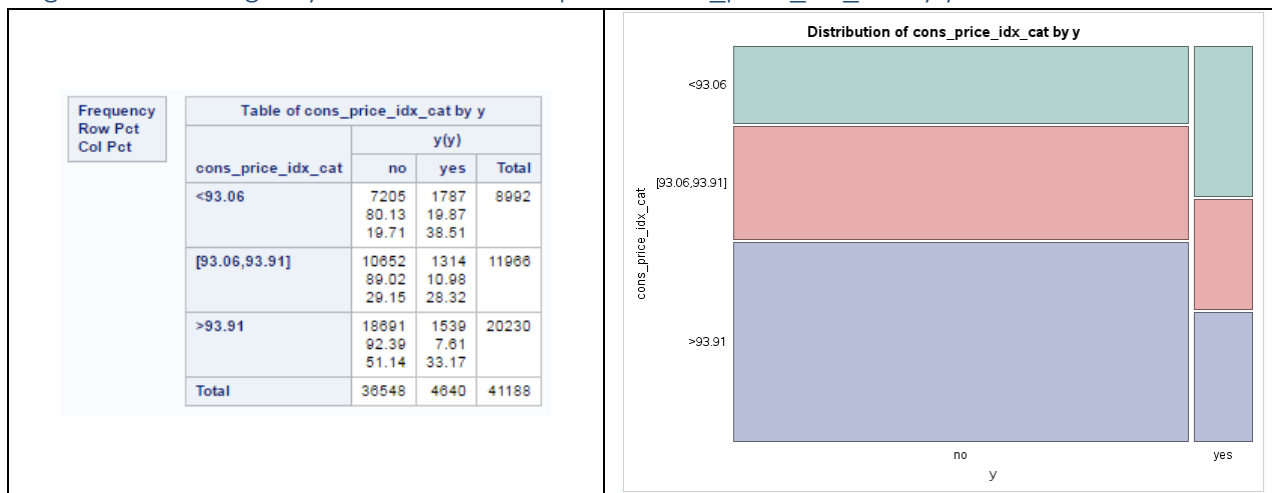 Frequency
Row Pct
Col Pct
Table of cons_price_idx_cat by y
y(y)
cons_price_idx_cat no yes Total
<93.06 7205 1787 8992
80.13 19.87
19.71 38.51
[93.06,93.91] 10652 1314 11966
89.02 10.98
29.15 28.32
>93.91 18691 1539 20230
92.39 7.61
51.14 33.17
Total 36548 4640 41188
Distribution of cons_price_idx_cat by y
cons_price_idx_cat
<93.06
[93.06,93.91]
>93.91
no yes
y